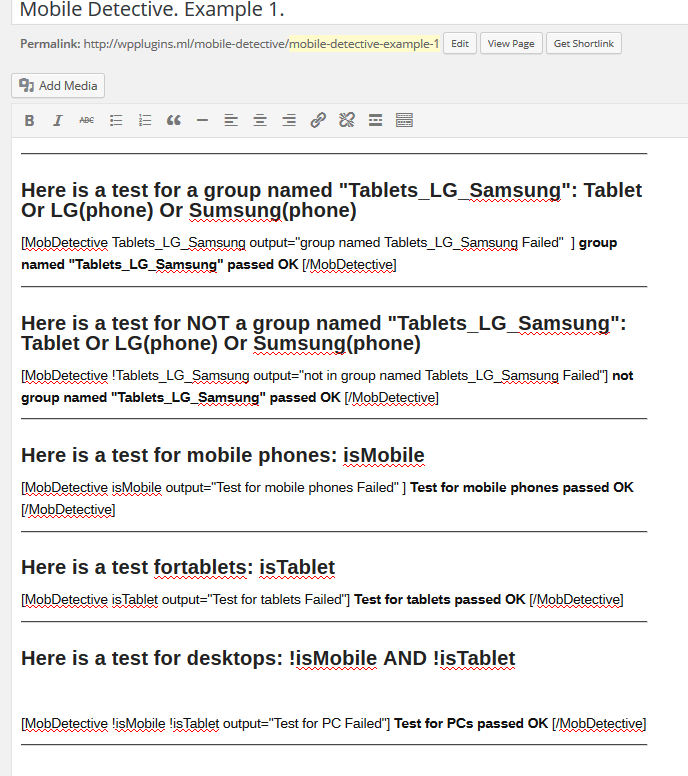 Mobile Detective. Example 1.
Permalink: http://wpplugins.ml/mobile-detective/mobile-detective-example-1 Edit View Page Get Shortlink
Add Media
B I ABC
Here is a test for a group named "Tablets_LG_Samsung": Tablet
Or LG(phone) Or Sumsung(phone)
[MobDetective Tablets_LG_Samsung output="group named Tablets_LG_Samsung Failed"  ] group
named "Tablets_LG_Samsung" passed OK [/MobDetective]
Here is a test for NOT a group named "Tablets_LG_Samsung":
Tablet Or LG(phone) Or Sumsung(phone)
[MobDetective !Tablets_LG_Samsung output="not in group named Tablets_LG_Samsung Failed"] not
group named "Tablets_LG_Samsung" passed OK [/MobDetective]
Here is a test for mobile phones: isMobile
[MobDetective isMobile output="Test for mobile phones Failed" ] Test for mobile phones passed OK
[/MobDetective]
Here is a test fortablets: isTablet
[MobDetective isTablet output="Test for tablets Failed"] Test for tablets passed OK [/MobDetective]
Here is a test for desktops: !isMobile AND !isTablet
[MobDetective !isMobile !isTablet output="Test for PC Failed"] Test for PCs passed OK [/MobDetective]